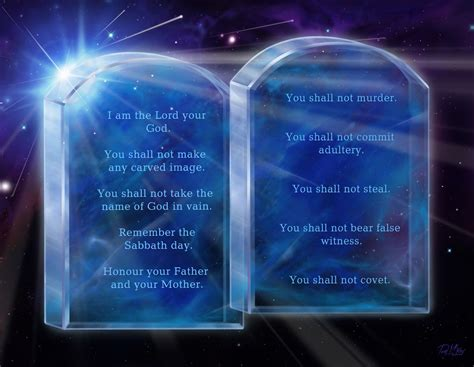 I am the Lord your
God.
You shall not make
any carved image.
You shall not take the
name of God in vain.
Remember the
Sabbath day.
Honour your Father
and your Mother.
You shall not murder.
You shall not commit
adultery.
You shall not steal.
You shall not bear false
witness.
You shall not covet.